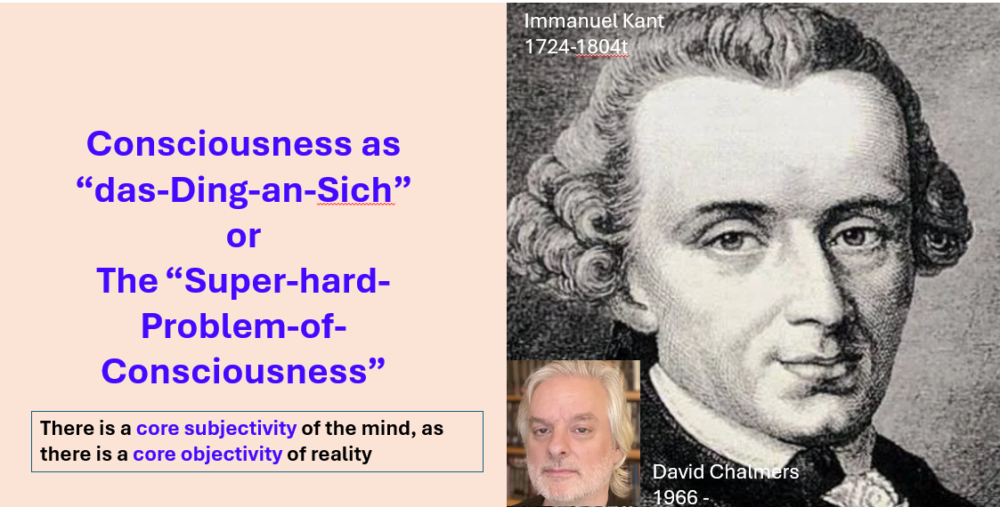 Consciousness as
“das-Ding-an-Sich”
or
The “Super-hard-
Problem-of-
Consciousness”
There is a core subjectivity of the mind, as
there is a core objectivity of reality
Immanuel Kant
1724-1804t
David Chalmers
1966 -